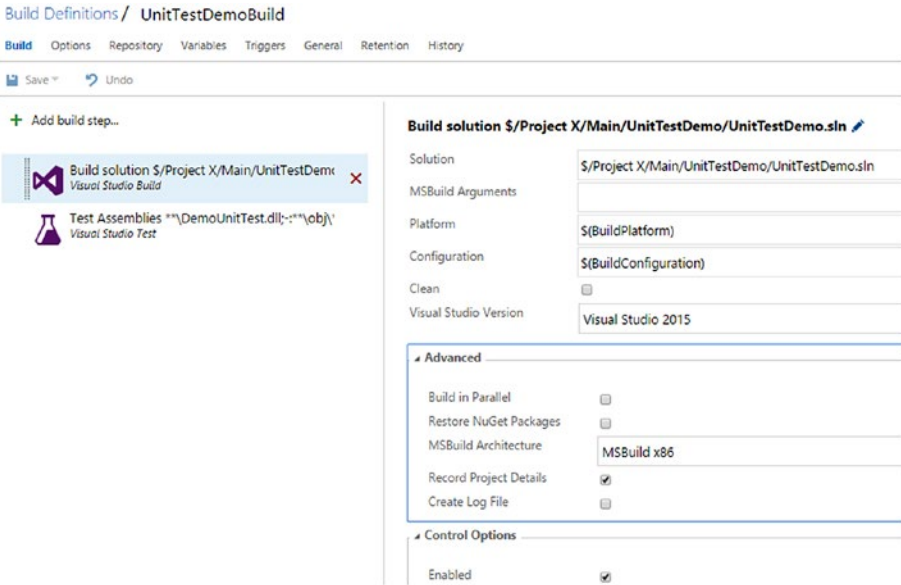 Build Definitions / UnitTestDemoBuild
Build Options Repository Variables Triggers General Retention History
Save Undo
+ Add build step...
Build solution $/Project X/Main/UnitTestDem
Visual Studio Build
Test Assemblies **\DemoUnitTest.dll;-:**\obj\*
Visual Studio Test
Build solution $/Project X/Main/UnitTestDemo/UnitTestDemo.sln
Solution $/Project X/Main/UnitTestDemo/UnitTestDemo.sln
MSBuild Arguments
Platform $(BuildPlatform)
Configuration $(BuildConfiguration)
Clean
Visual Studio Version Visual Studio 2015
Advanced
Build in Parallel
Restore NuGet Packages
MSBuild Architecture MSBuild x86
Record Project Details
Create Log File
Control Options
Enabled